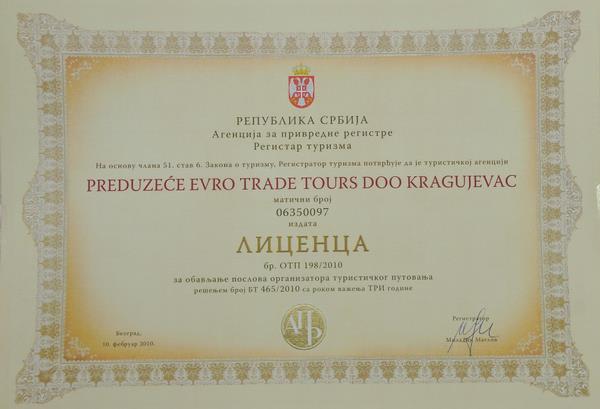 РЕПУБЛИКА СРБИЈА
Агенција за привредне регистре
Регистар туризма
На основу члана 51. став 6. Закона о туризму, Регистратор туризма потврђује да је туристичкој агенцији
PREDUZEĆE EVRO TRADE TOURS DOO KRAGUJEVAC
матични број
06350097
издата
ЛИЦЕНЦА
бр. ОТП 198/2010
за обављање послова организатора туристичког путовања
решењем број БТ 465/2010 са роком важења ТРИ године
АПР
Регистратор
Београд,
10. фебруар 2010.